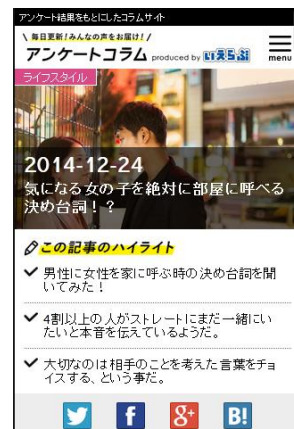 アンケート結果をもとにしたコラムサイト
\ 毎日更新!みんなの声をお届け! /
アンケートコラム produced by いえらぶ
menu
ライフスタイル
2014-12-24
気になる女の子を絶対に部屋に呼べる
決め台詞!?
この記事のハイライト
男性に女性を家に呼ぶ時の決め台詞を聞
いてみた!
4割以上の人がストレートにまだ一緒にい
たいと本音を伝えているようだ。
大切なのは相手のことを考えた言葉をチョ
イスする、という事だ。
f
8+
B!